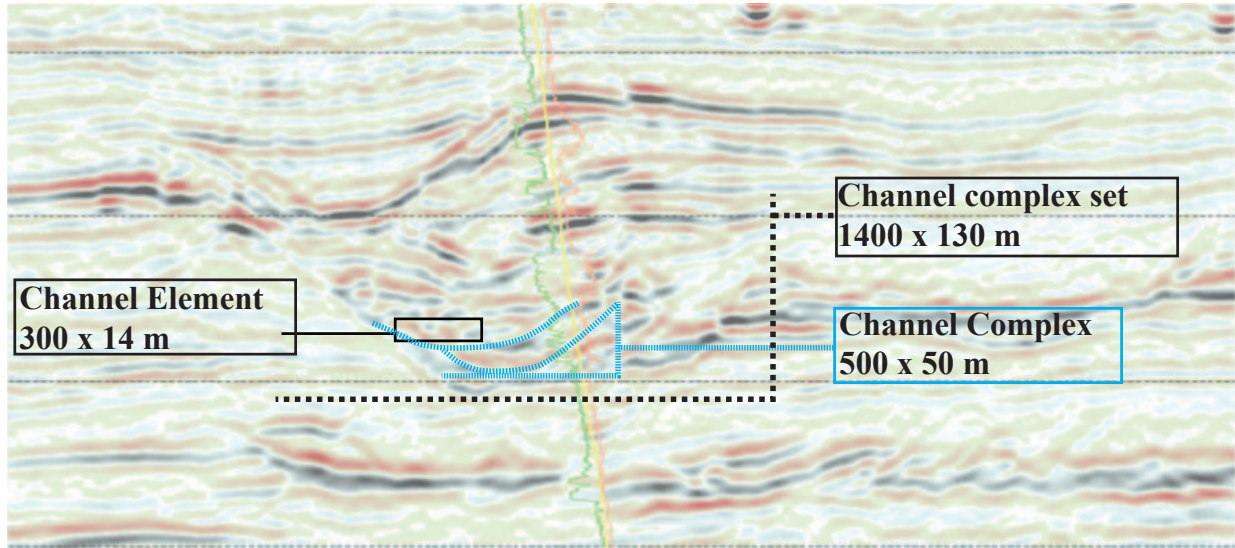 Channel complex set
1400 x 130 m
Channel Element
300 x 14 m
Channel Complex
500 x 50 m